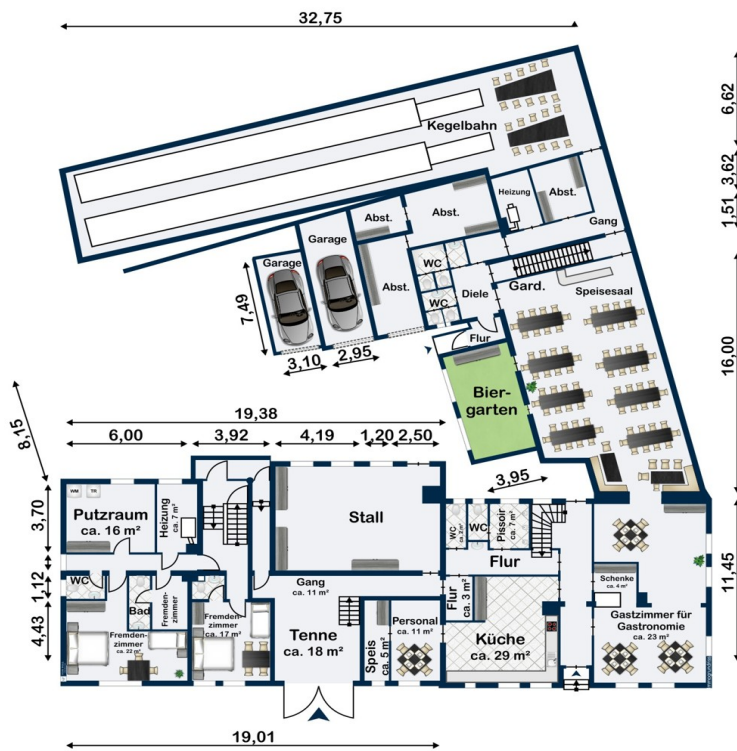 32,75
6,62
3,62
1,51
16,00
11,45
Kegelbahn
Heizung
Abst.
Abst.
Abst.
Gang
Garage
Garage
Abst.
WC
WC
Diele
Gard.
Speisesaal
Flur
7,49
3,10
2,95
Bier-
garten
8,15
19,38
6,00
3,92
4,19
1,20
2,50
3,95
3,70
1,12
4,43
WM
TR
Putzraum
ca. 16 m²
Heizung
ca. 7 m²
Stall
WC
WC
Pissoir
ca. 7 m²
Flur
Gang
ca. 11 m²
WC
Bad
Fremden-
zimmer
Fremden-
zimmer
ca. 22 m²
Fremden-
zimmer
ca. 17 m²
Tenne
ca. 18 m²
Speis
ca. 5 m²
Personal
ca. 11 m²
Flur
ca. 3 m²
Küche
ca. 29 m²
Schenke
ca. 4 m²
Gastzimmer für
Gastronomie
ca. 23 m²
19,01